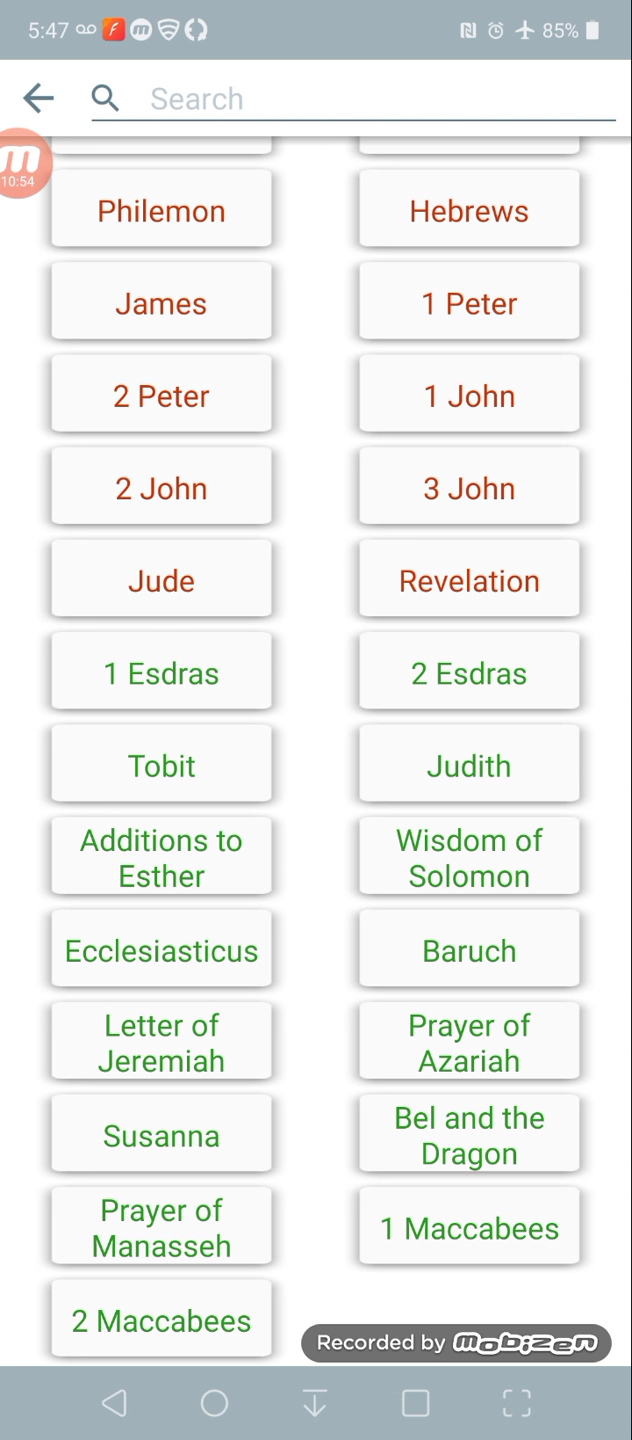 5:47
85%
Search
10:54
Philemon
Hebrews
James
1 Peter
2 Peter
1 John
2 John
3 John
Jude
Revelation
1 Esdras
2 Esdras
Tobit
Judith
Additions to
Esther
Wisdom of
Solomon
Ecclesiasticus
Baruch
Letter of
Jeremiah
Prayer of
Azariah
Susanna
Bel and the
Dragon
Prayer of
Manasseh
1 Maccabees
2 Maccabees
Recorded by mobizen